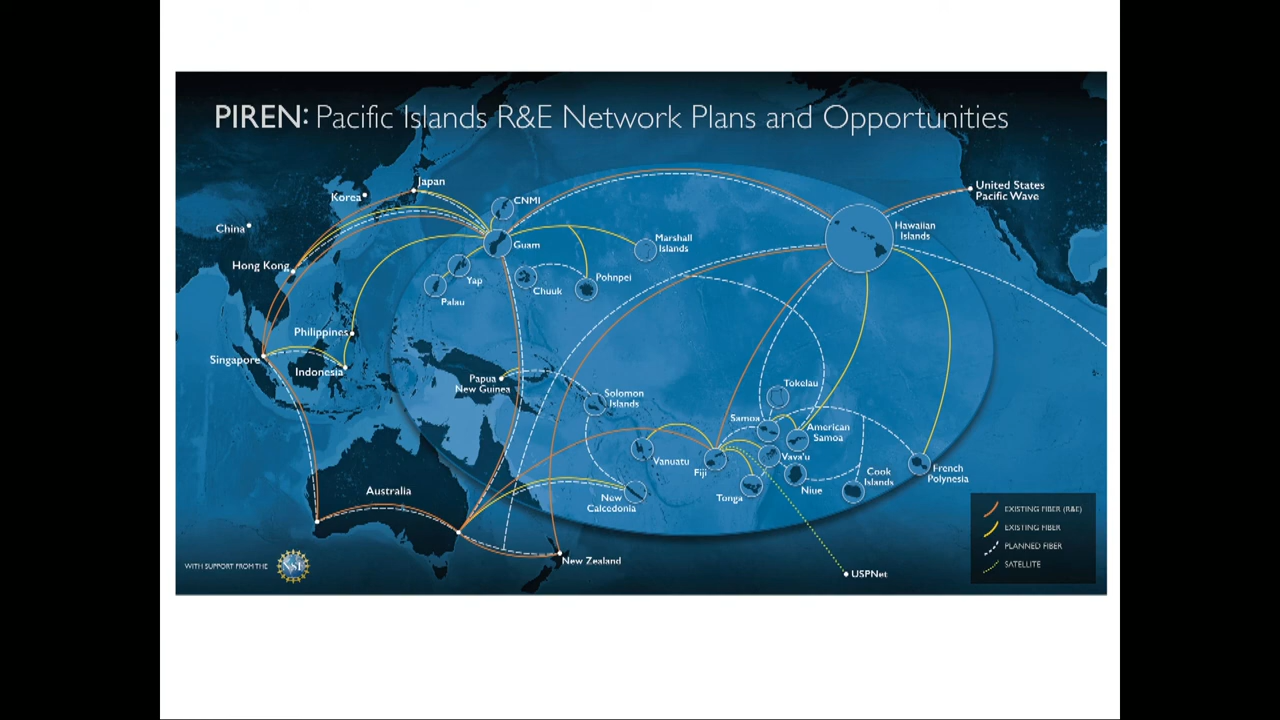 PIREN: Pacific Islands R&E Network Plans and Opportunities
Japan
Korea
United States
Pacific Wave
CNMI
China
Hawaiian
Islands
Guam
Marshall
Islands
Hong Kong
Yap
Pohnpei
Chuuk
Palau
Philippines
Singapore
Indonesia
Papua
New Guinea
Tokelau
Solomon
Islands
Samoa
American
Samoa
Vava'u
Vanuatu
Fiji
French
Polynesia
Cook
Islands
Niue
Australia
New
Calcedonia
Tonga
EXISTING FIBER (R&E)
EXISTING FIBER
PLANNED FIBER
SATELLITE
New Zealand
WITH SUPPORT FROM THE
NSF
USPNet